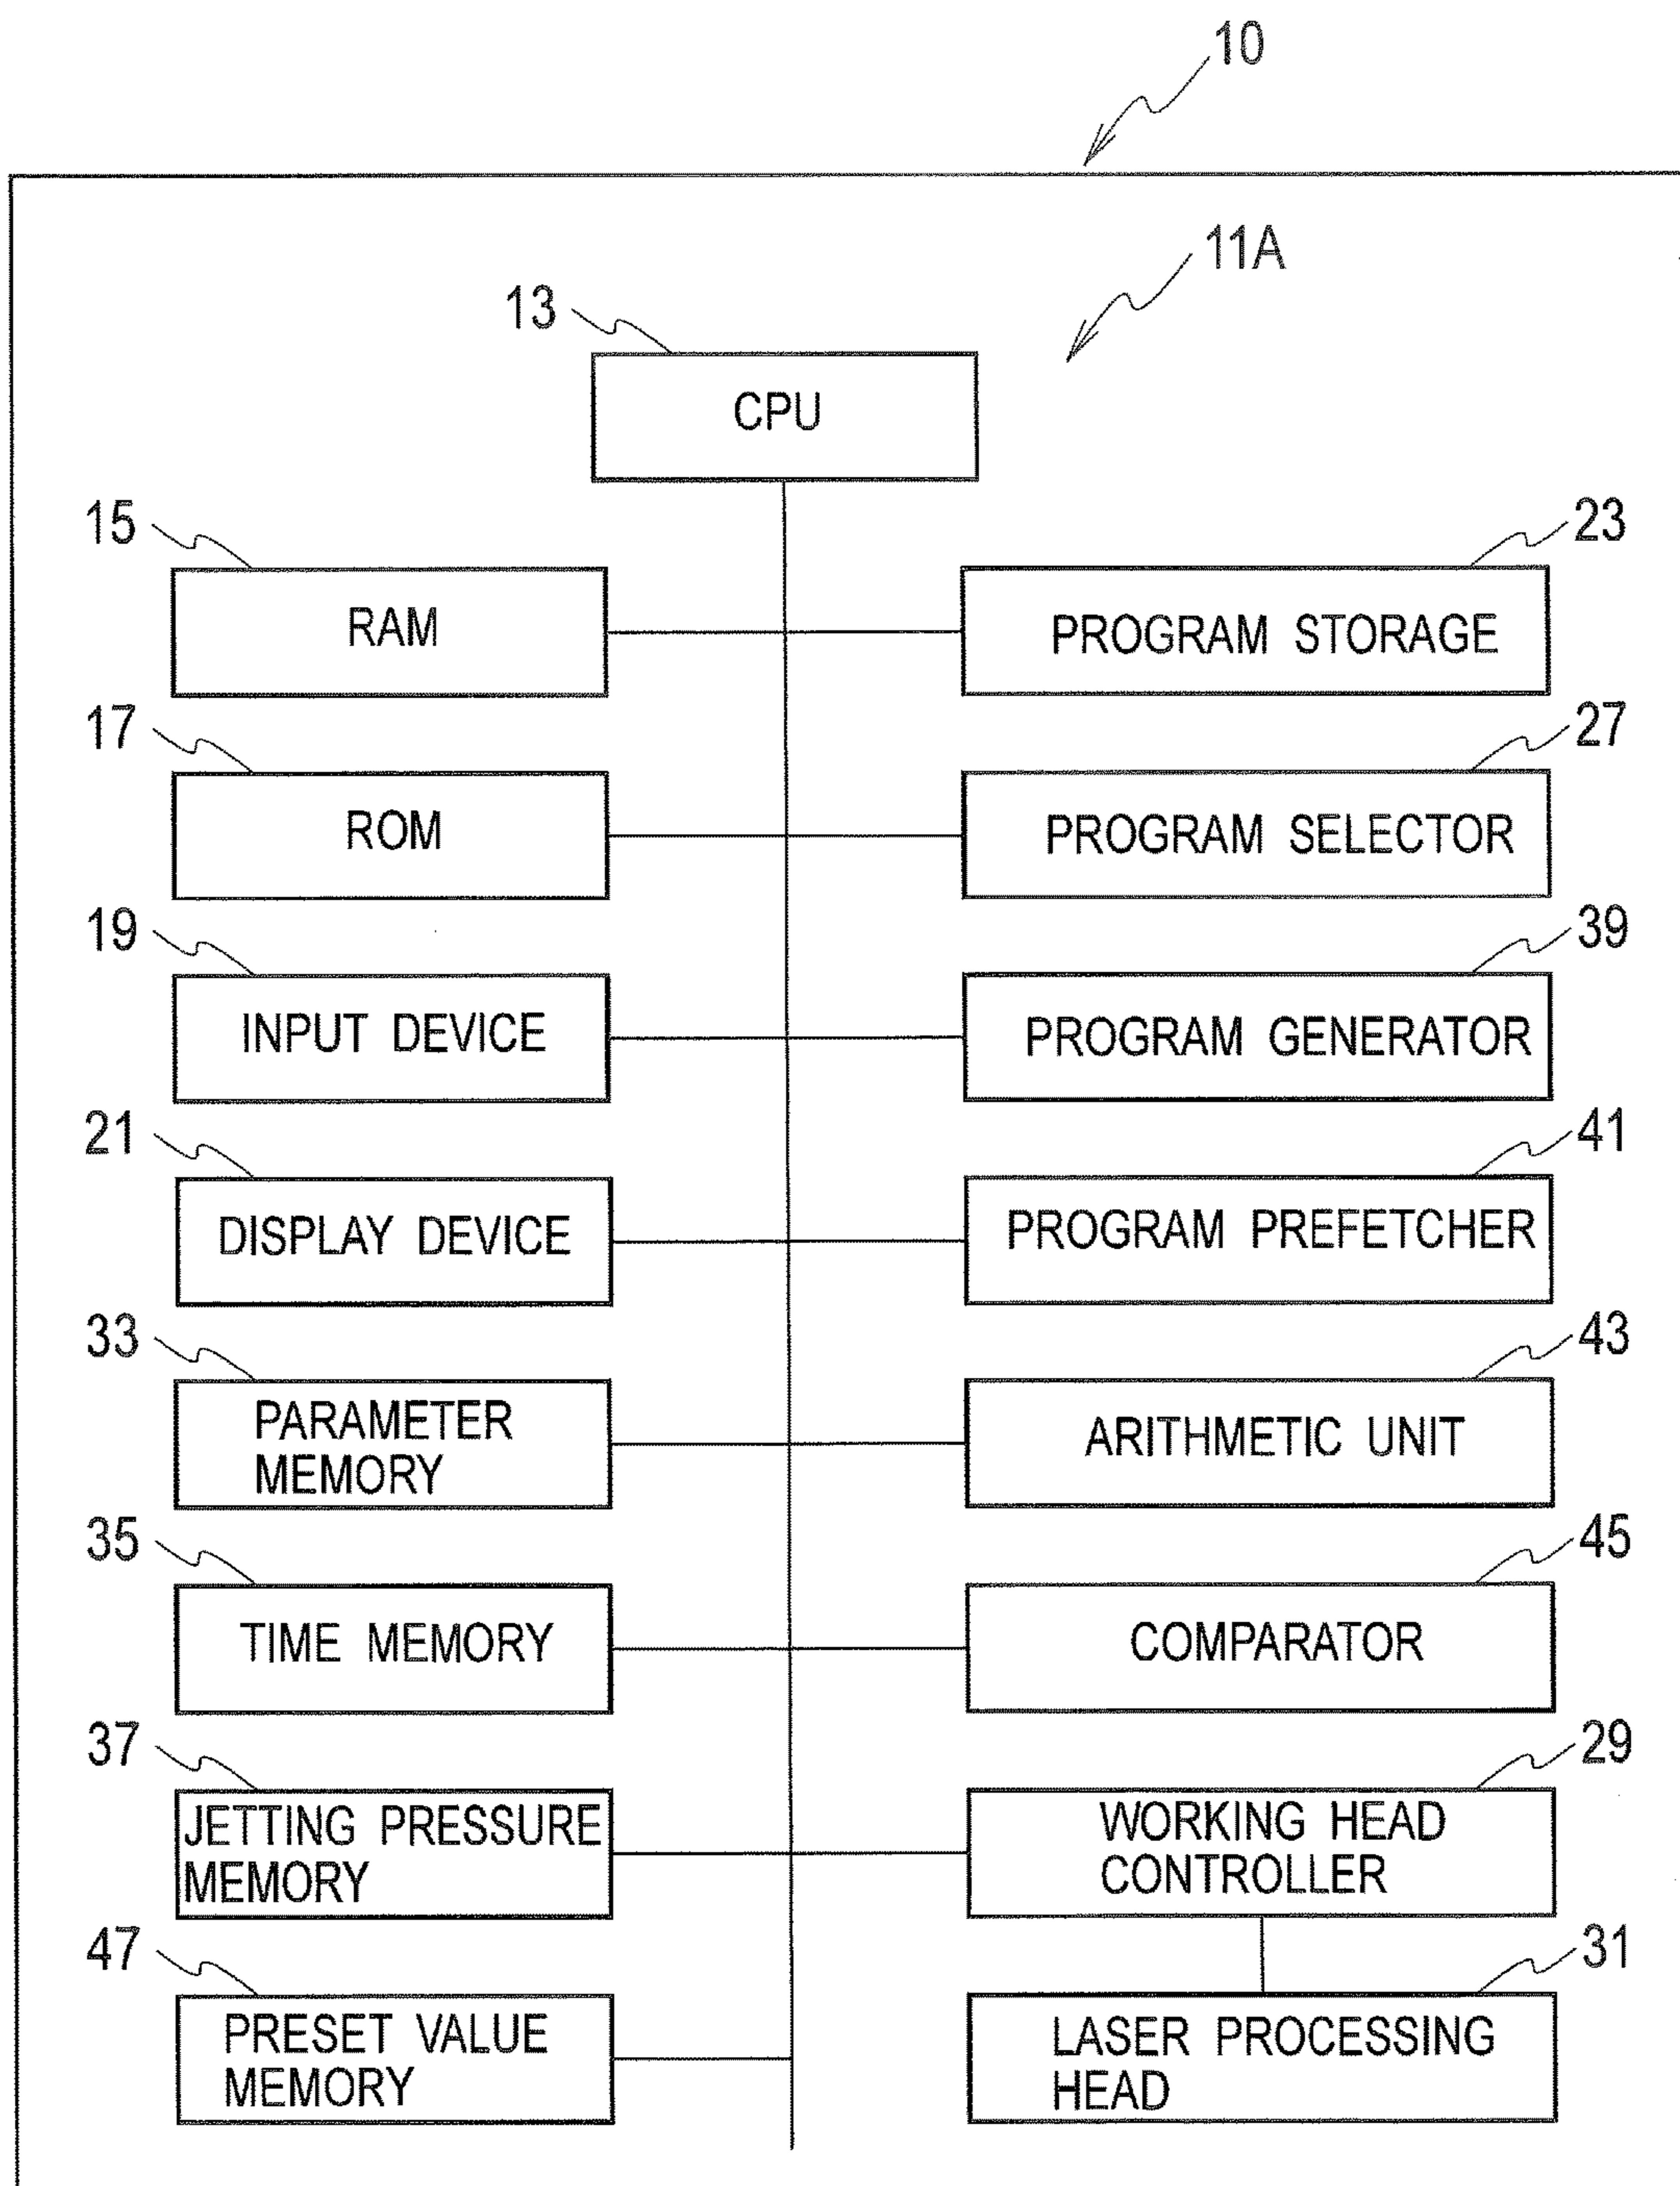 10
11A
13
CPU
15
RAM
23
PROGRAM STORAGE
17
ROM
27
PROGRAM SELECTOR
19
INPUT DEVICE
39
PROGRAM GENERATOR
21
DISPLAY DEVICE
41
PROGRAM PREFETCHER
33
PARAMETER
MEMORY
43
ARITHMETIC UNIT
35
TIME MEMORY
45
COMPARATOR
37
JETTING PRESSURE
MEMORY
29
WORKING HEAD
CONTROLLER
47
PRESET VALUE
MEMORY
31
LASER PROCESSING
HEAD